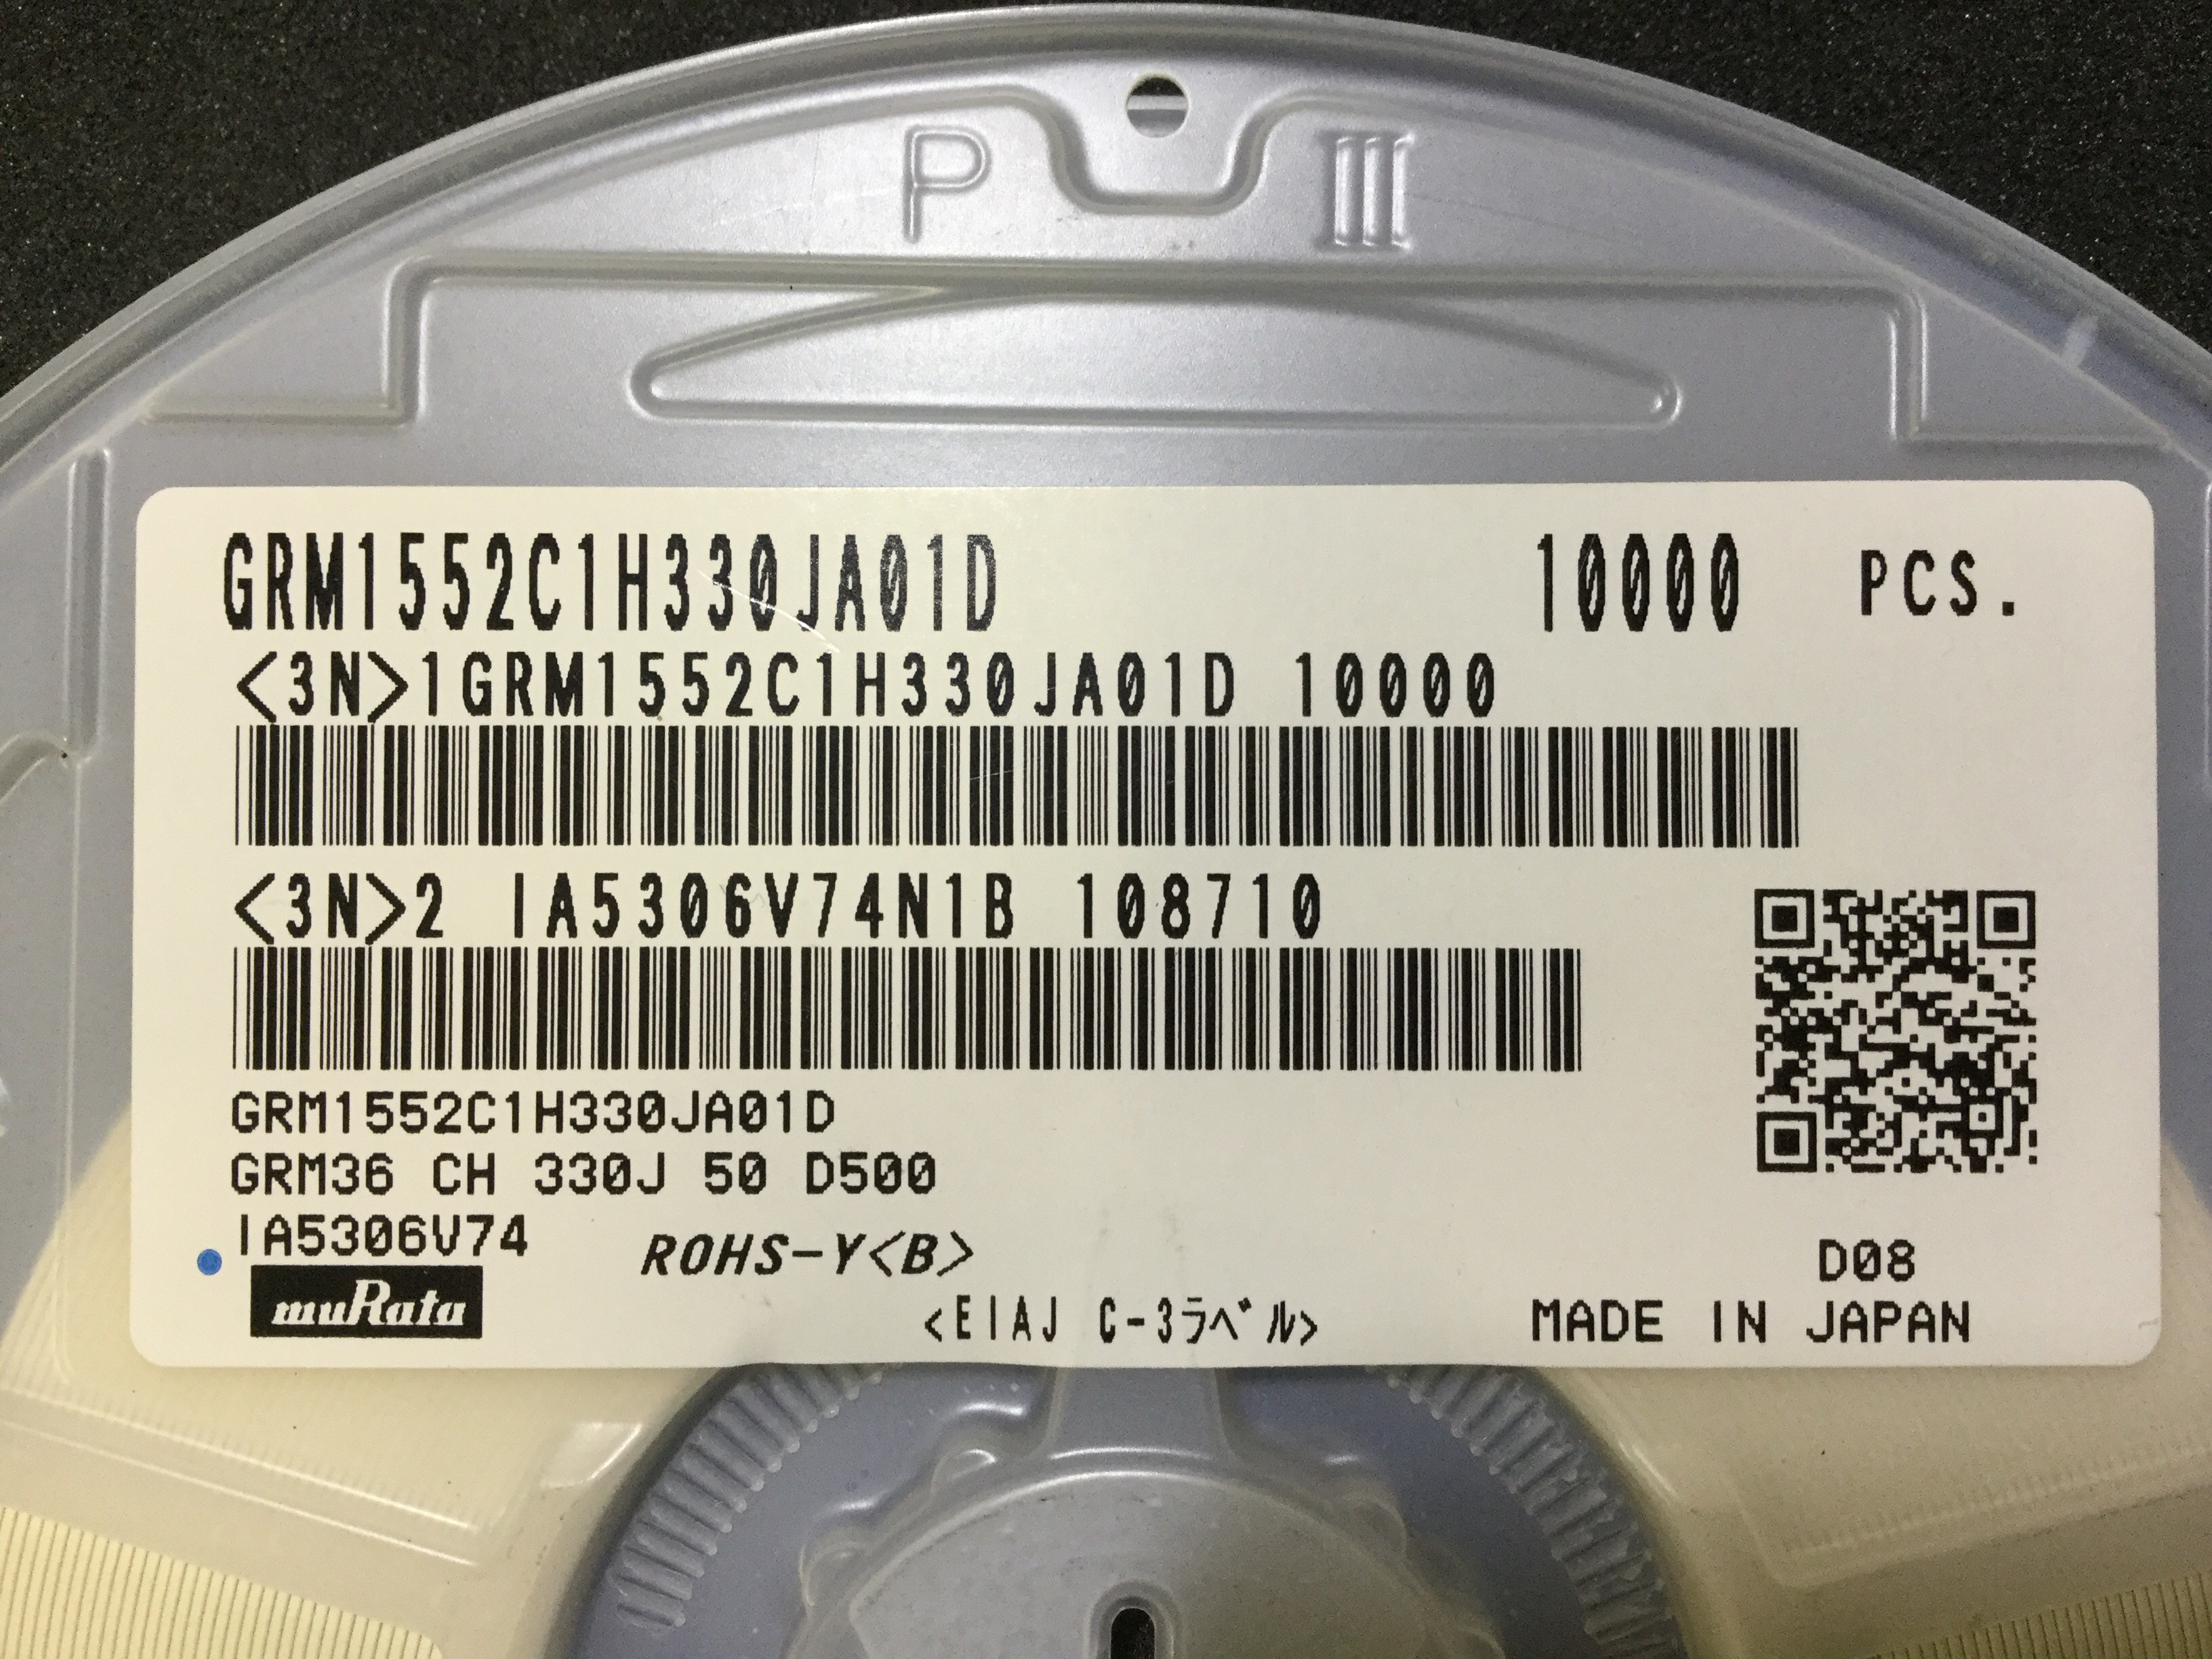 P III
GRM1552C1H330JA01D 10000 PCS.
<3N>1GRM1552C1H330JA01D 10000
<3N>2 IA5306V74N1B 108710
GRM1552C1H330JA01D
GRM36 CH 330J 50 D500
IA5306V74 ROHS-Y<B> D08
muRata <EIAJ C-3ラベル> MADE IN JAPAN